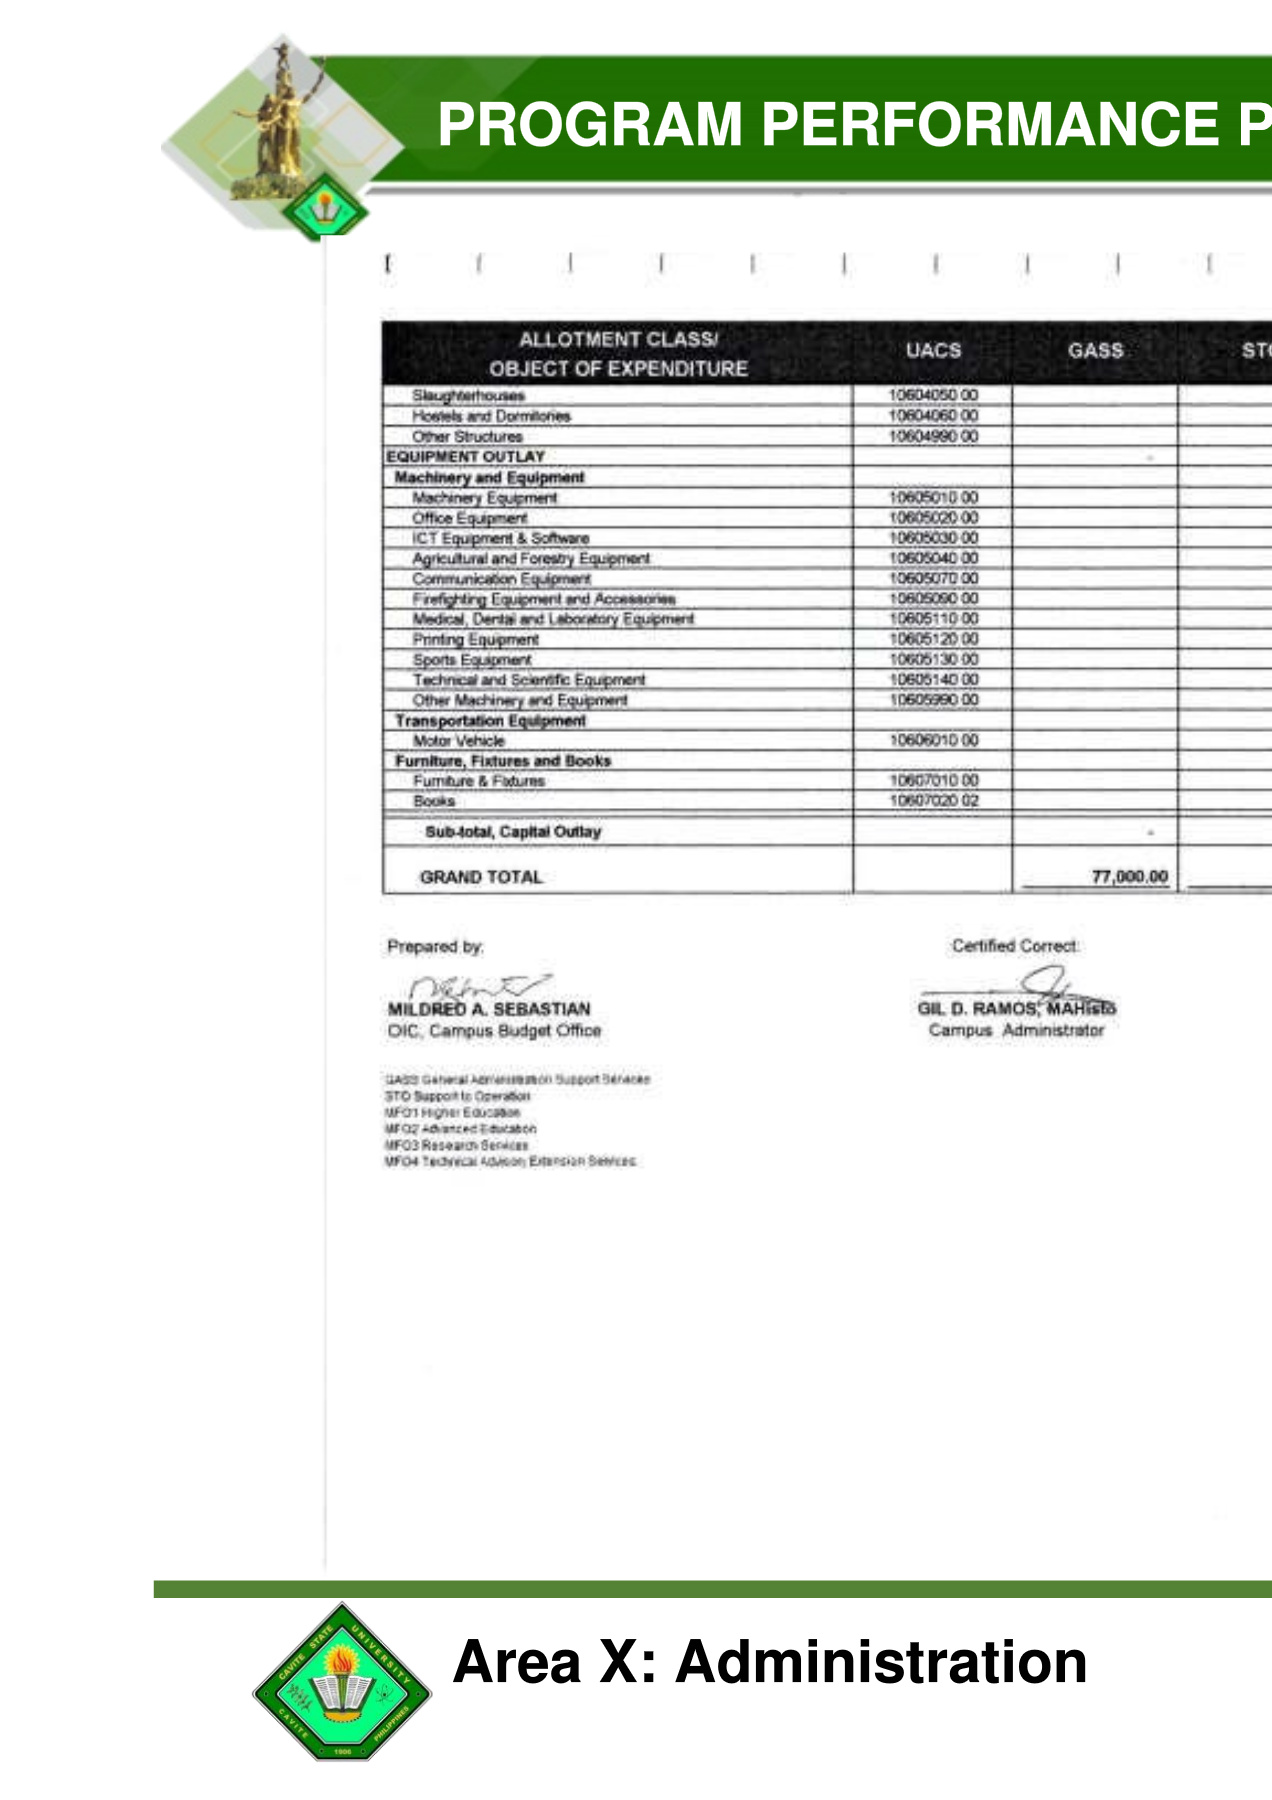 PROGRAM PERFORMANCE P
ALLOTMENT CLASS/
OBJECT OF EXPENDITURE UACS GASS STO
Slaughterhouses 10604050 00
Hostels and Dormitories 10604060 00
Other Structures 10604990 00
EQUIPMENT OUTLAY -
Machinery and Equipment
Machinery Equipment 10605010 00
Office Equipment 10605020 00
ICT Equipment & Software 10605030 00
Agricultural and Forestry Equipment 10605040 00
Communication Equipment 10605070 00
Firefighting Equipment and Accessories 10605090 00
Medical, Dental and Laboratory Equipment 10605110 00
Printing Equipment 10605120 00
Sports Equipment 10605130 00
Technical and Scientific Equipment 10605140 00
Other Machinery and Equipment 10605990 00
Transportation Equipment
Motor Vehicle 10606010 00
Furniture, Fixtures and Books
Furniture & Fixtures 10607010 00
Books 10607020 02
Sub-total, Capital Outlay -
GRAND TOTAL 77,000.00
Prepared by: Certified Correct:
MILDRED A. SEBASTIAN GIL D. RAMOS, MAHisto
OIC, Campus Budget Office Campus Administrator
GASS General Administration Support Services
STO Support to Operation
MFO1 Higher Education
MFO2 Advanced Education
MFO3 Research Services
MFO4 Technical Advisory Extension Services
CAVITE STATE UNIVERSITY
CAVITE 1906 PHILIPPINES
Area X: Administration